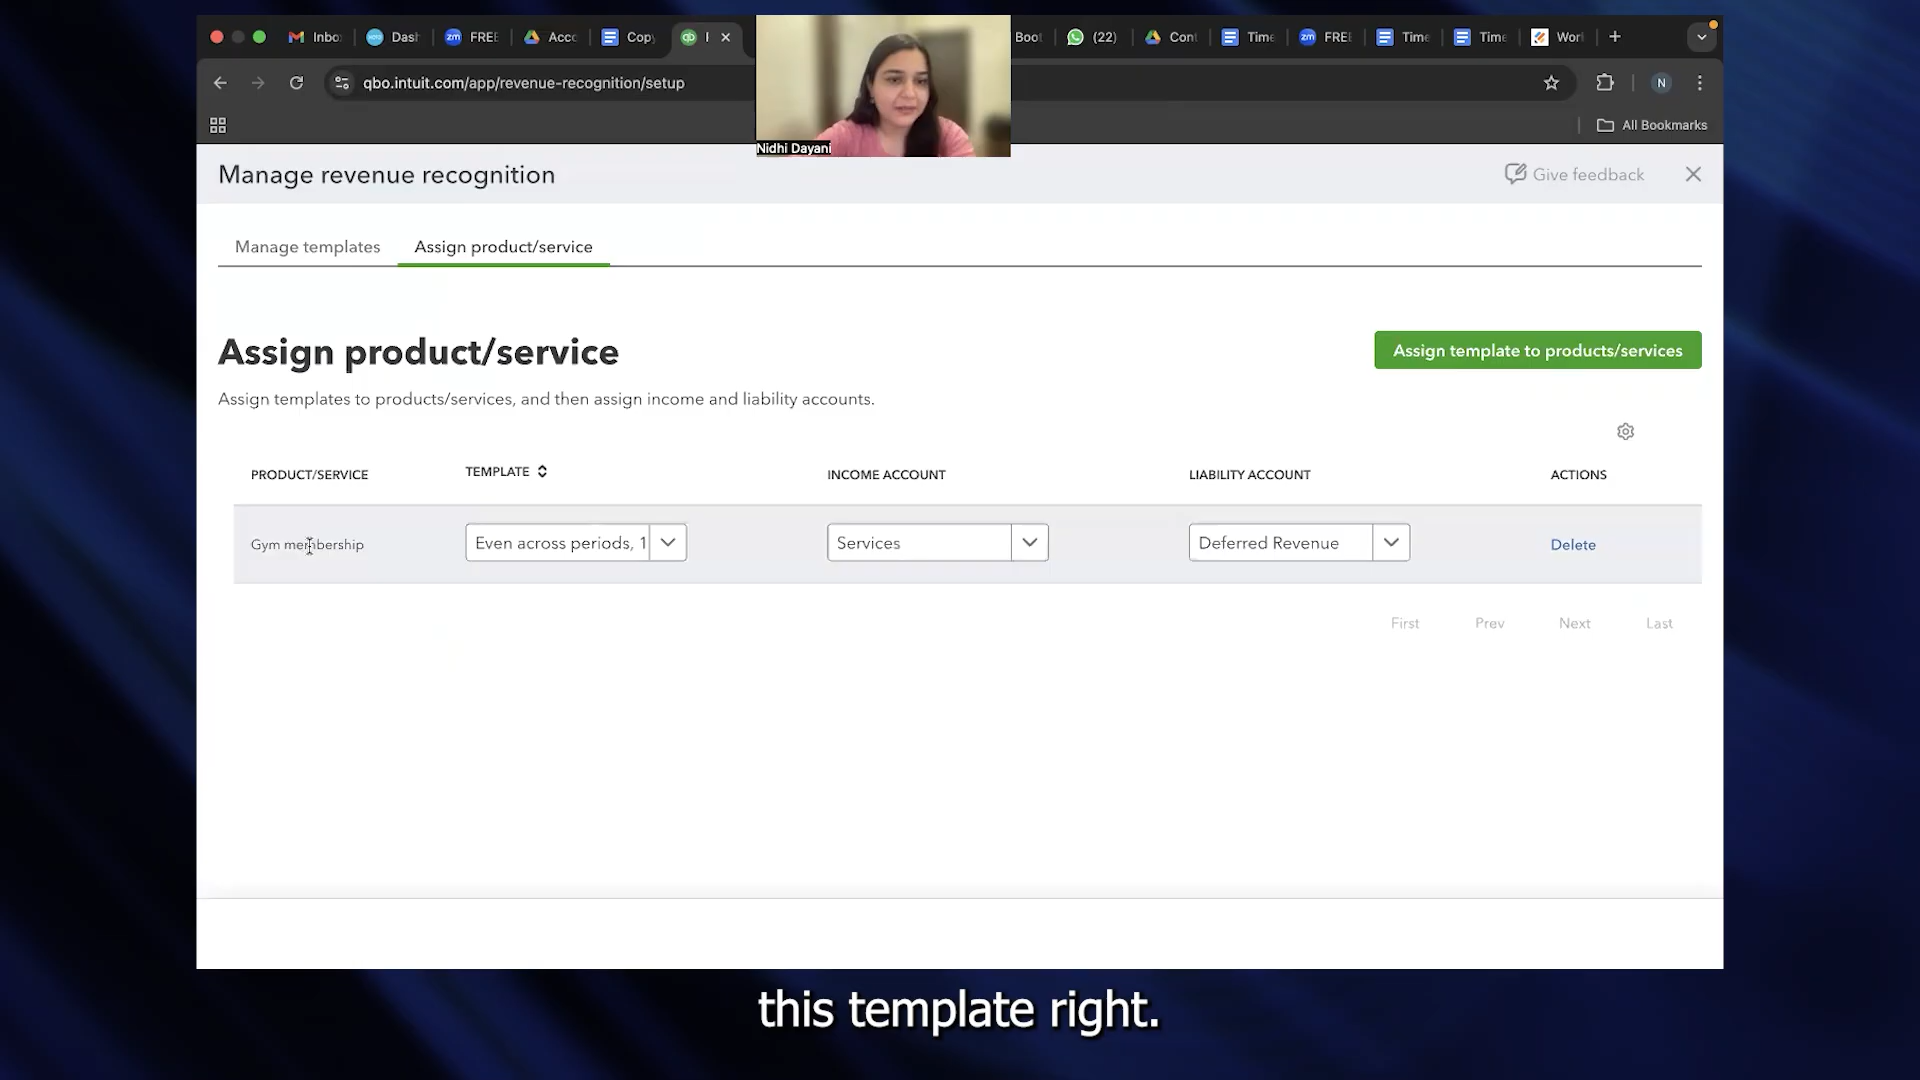 Inbo
Dash
FREE
Acco
Copy
Boot
(22)
Cont
Time
FREE
Time
Time
Wor
qbo.intuit.com/app/revenue-recognition/setup
N
All Bookmarks
Nidhi Dayani
Manage revenue recognition
Give feedback
Manage templates
Assign product/service
Assign product/service
Assign template to products/services
Assign templates to products/services, and then assign income and liability accounts.
PRODUCT/SERVICE
TEMPLATE
INCOME ACCOUNT
LIABILITY ACCOUNT
ACTIONS
Gym membership
Even across periods, 1
Services
Deferred Revenue
Delete
First
Prev
Next
Last
this template right.